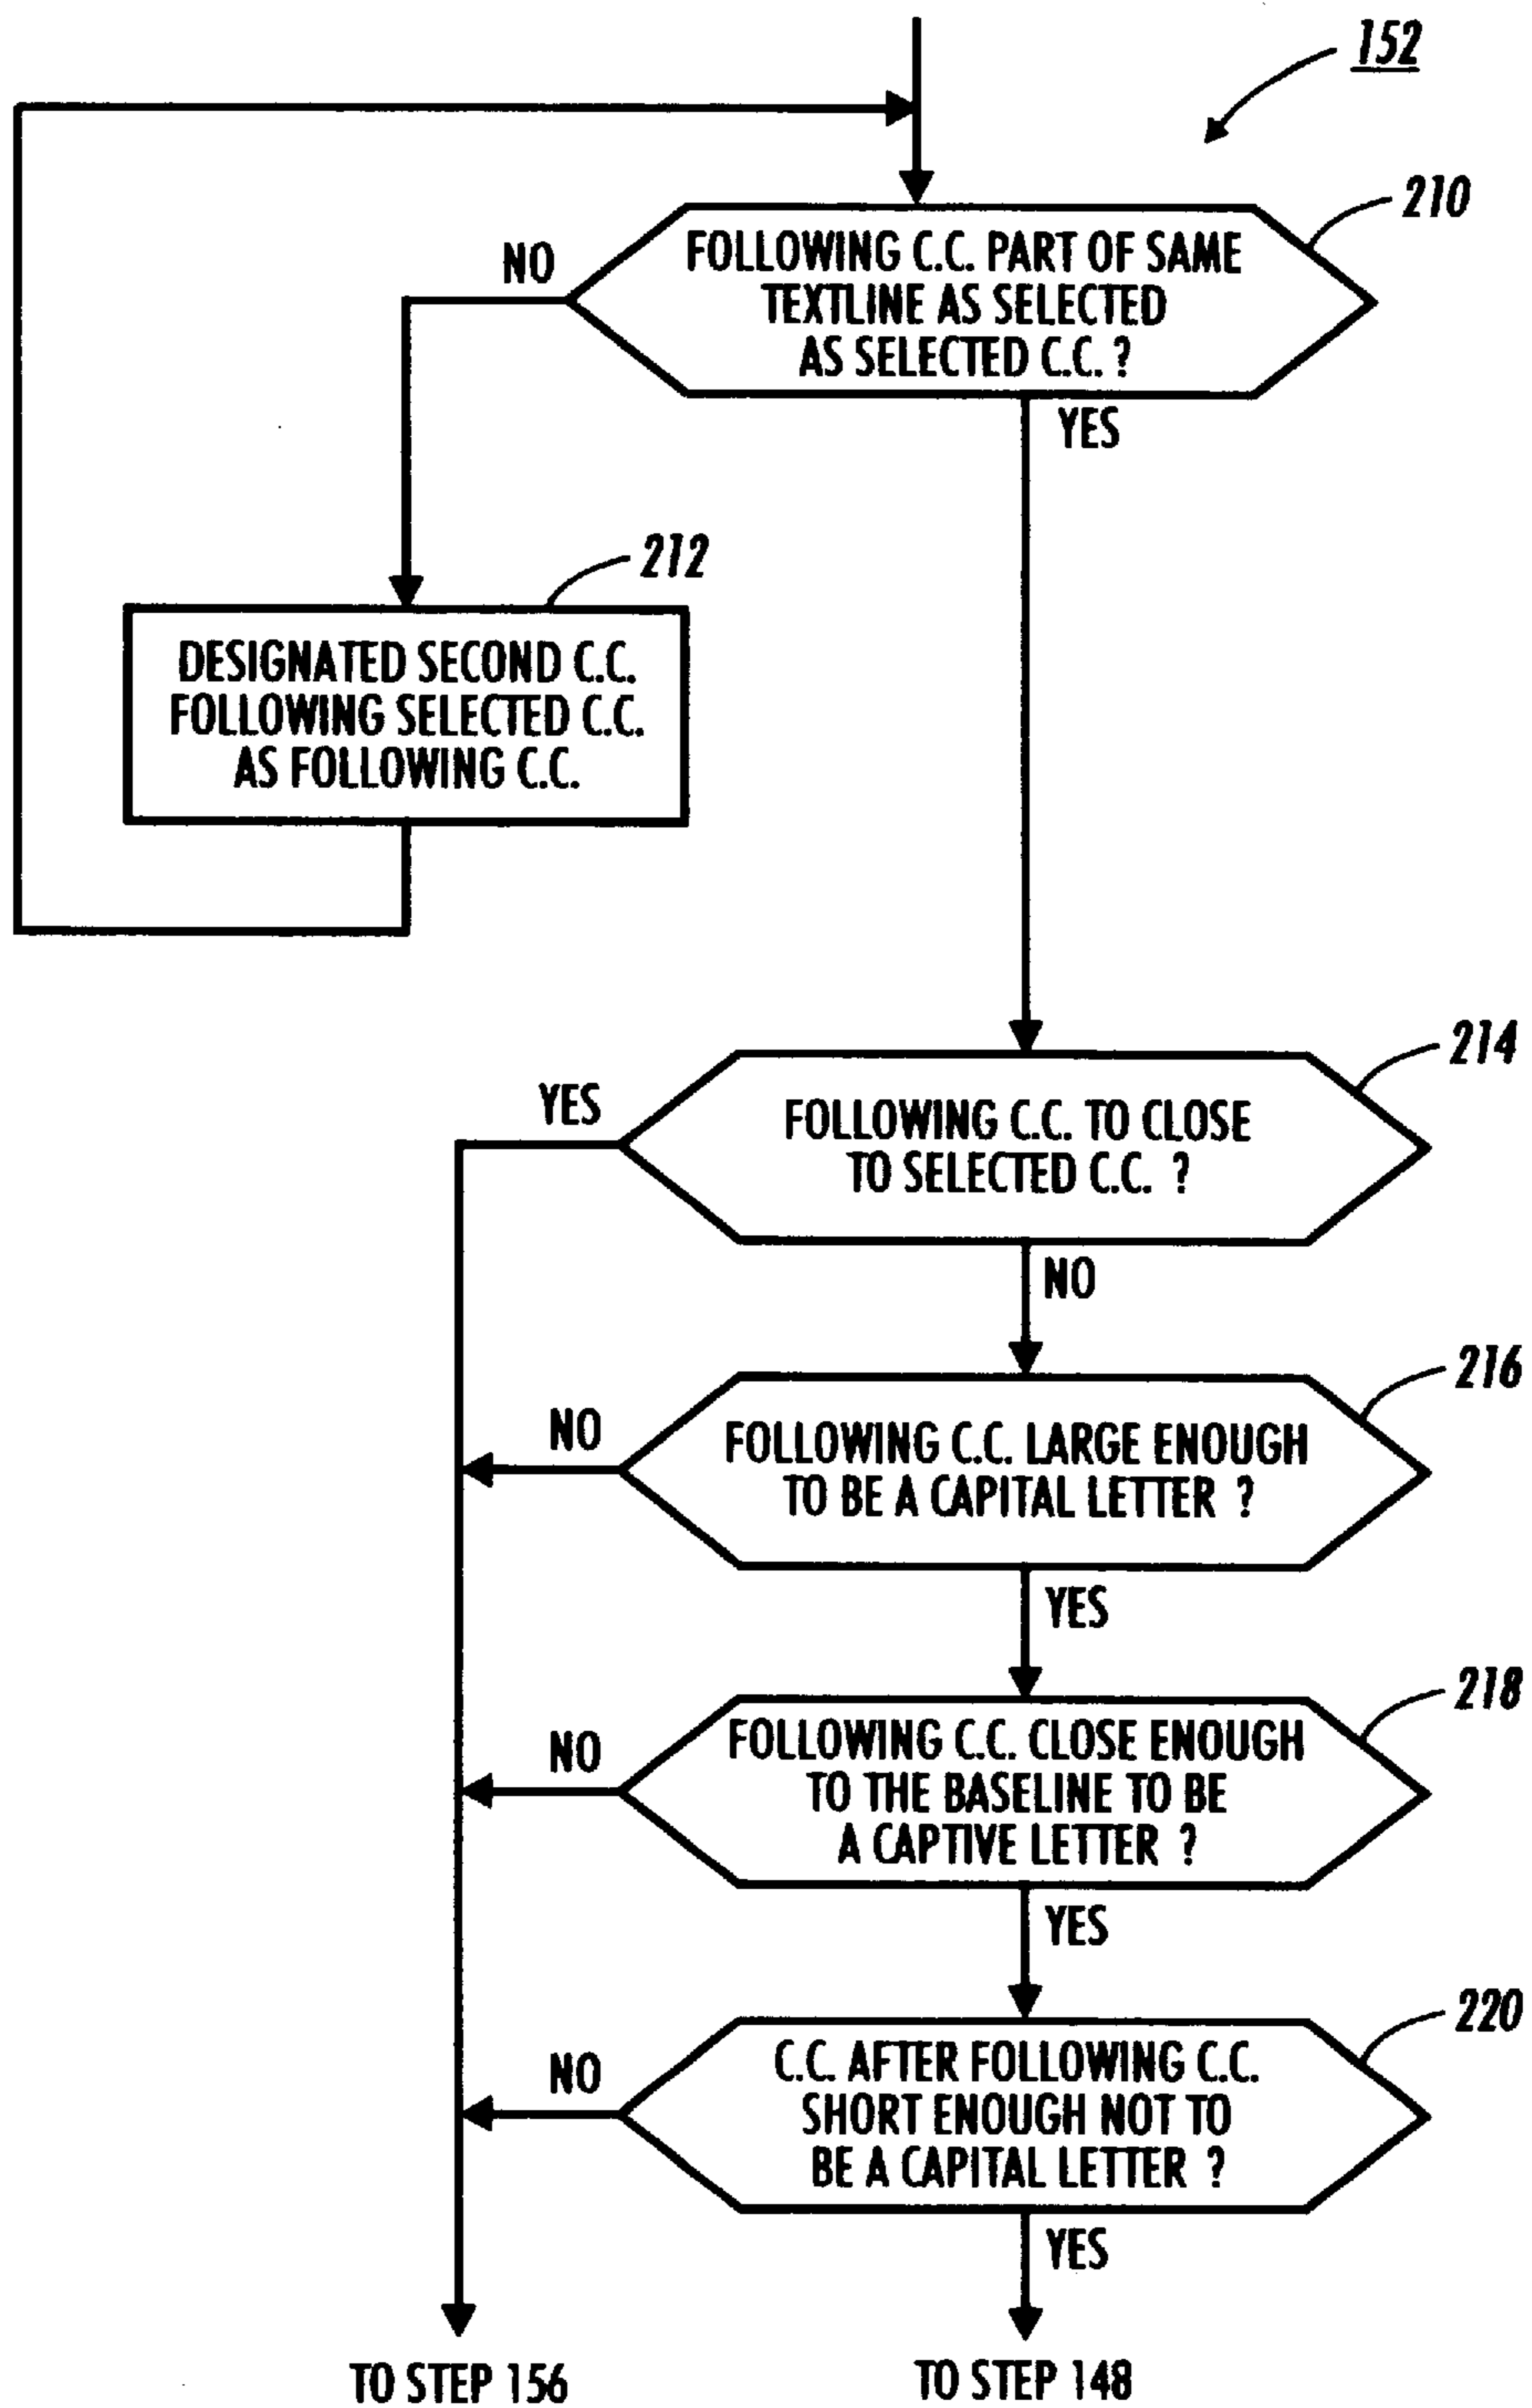 152
210
FOLLOWING C.C. PART OF SAME
TEXTLINE AS SELECTED
AS SELECTED C.C. ?
NO
YES
212
DESIGNATED SECOND C.C.
FOLLOWING SELECTED C.C.
AS FOLLOWING C.C.
214
YES
FOLLOWING C.C. TO CLOSE
TO SELECTED C.C. ?
NO
216
NO
FOLLOWING C.C. LARGE ENOUGH
TO BE A CAPITAL LETTER ?
YES
218
NO
FOLLOWING C.C. CLOSE ENOUGH
TO THE BASELINE TO BE
A CAPTIVE LETTER ?
YES
220
NO
C.C. AFTER FOLLOWING C.C.
SHORT ENOUGH NOT TO
BE A CAPITAL LETTER ?
YES
TO STEP 156
TO STEP 148